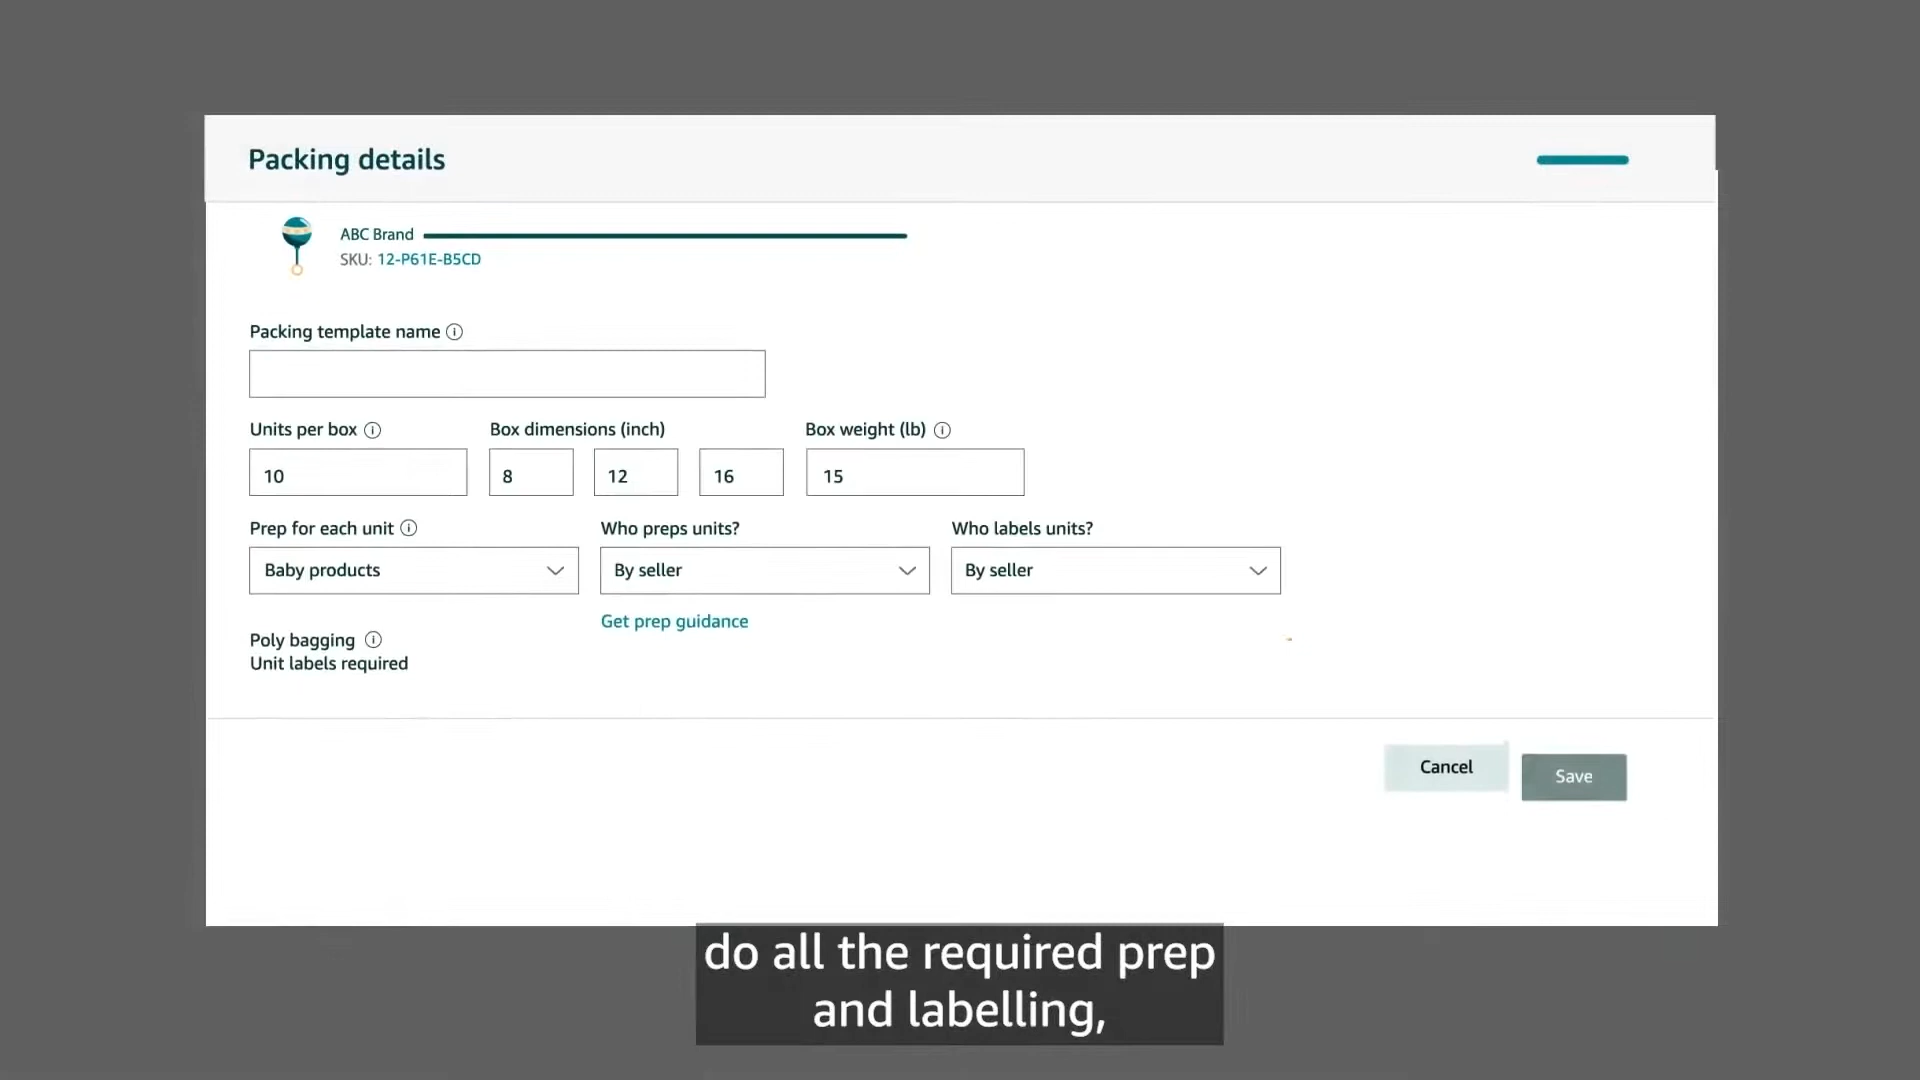 Packing details
ABC Brand
SKU: 12-P61E-B5CD
Packing template name
Units per box Box dimensions (inch) Box weight (lb)
10 8 12 16 15
Prep for each unit Who preps units? Who labels units?
Baby products By seller By seller
Get prep guidance
Poly bagging
Unit labels required
Cancel Save
do all the required prep
and labelling,